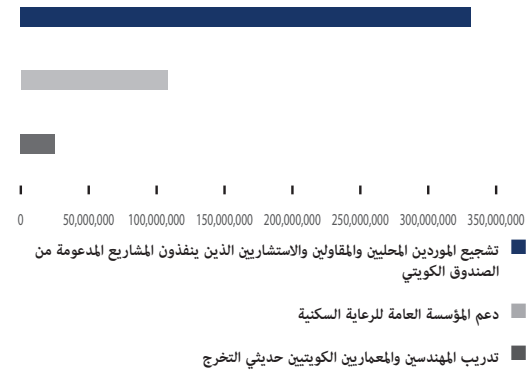 0 50,000,000 100,000,000 150,000,000 200,000,000 250,000,000 300,000,000 350,000,000
تشجيع الموردين المحليين والمقاولين والاستشاريين الذين ينفذون المشاريع المدعومة من
الصندوق الكويتي
دعم المؤسسة العامة للرعاية السكنية
تدريب المهندسين والمعماريين الكويتيين حديثي التخرج